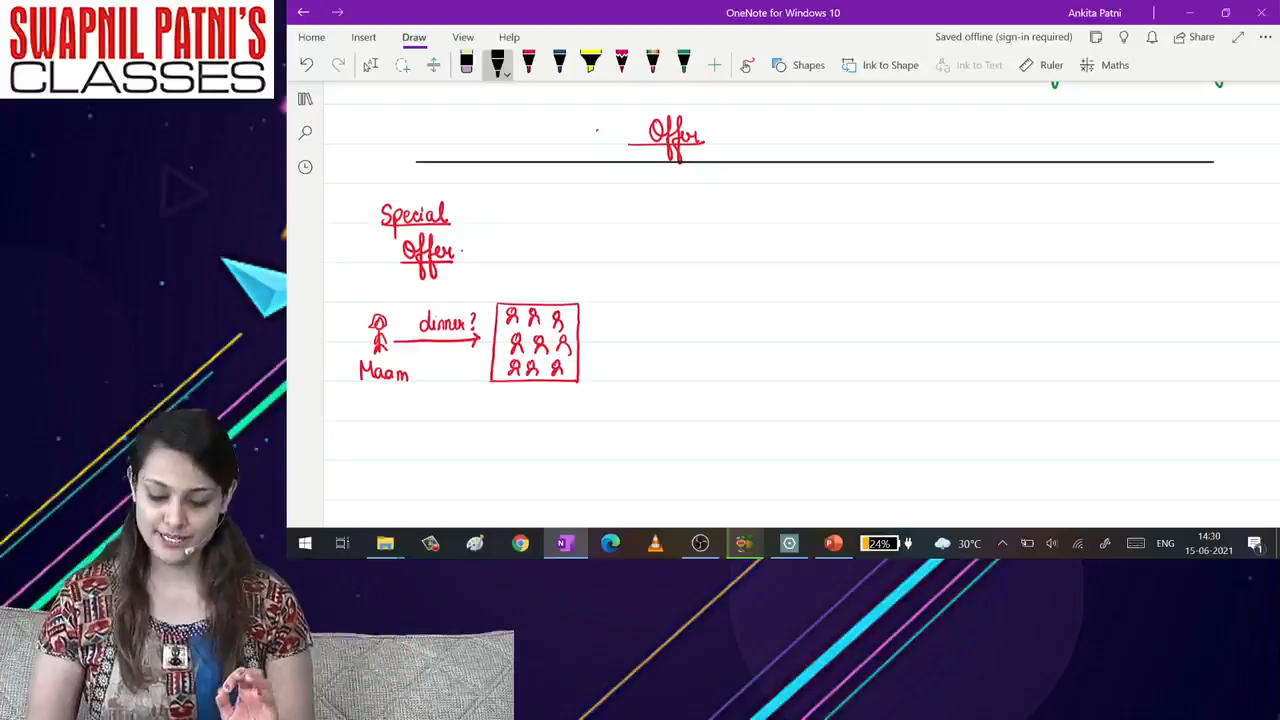 SWAPNIL PATNI'S
CLASSES
OneNote for Windows 10
Ankita Patni
Home Insert Draw View Help
Saved offline (sign-in required)
Share
Shapes
Ink to Shape
Ink to Text
Ruler
Maths
Offer
Special
Offer
dinner?
Maam
24%
30°C
ENG
14:30
15-06-2021
1